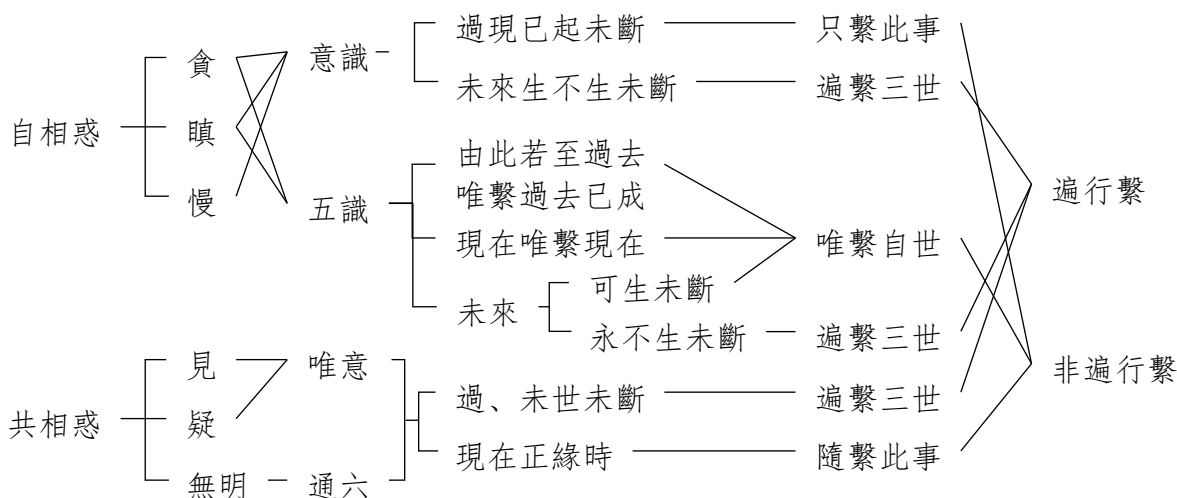 過現已起未斷
只繫此事
貪
意識
未來生不生未斷
遍繫三世
自相惑
瞋
由此若至過去
唯繫過去已成
慢
五識
遍行繫
現在唯繫現在
唯繫自世
可生未斷
未來
永不生未斷
遍繫三世
見
唯意
非遍行繫
過、未世未斷
遍繫三世
共相惑
疑
現在正緣時
隨繫此事
無明
通六